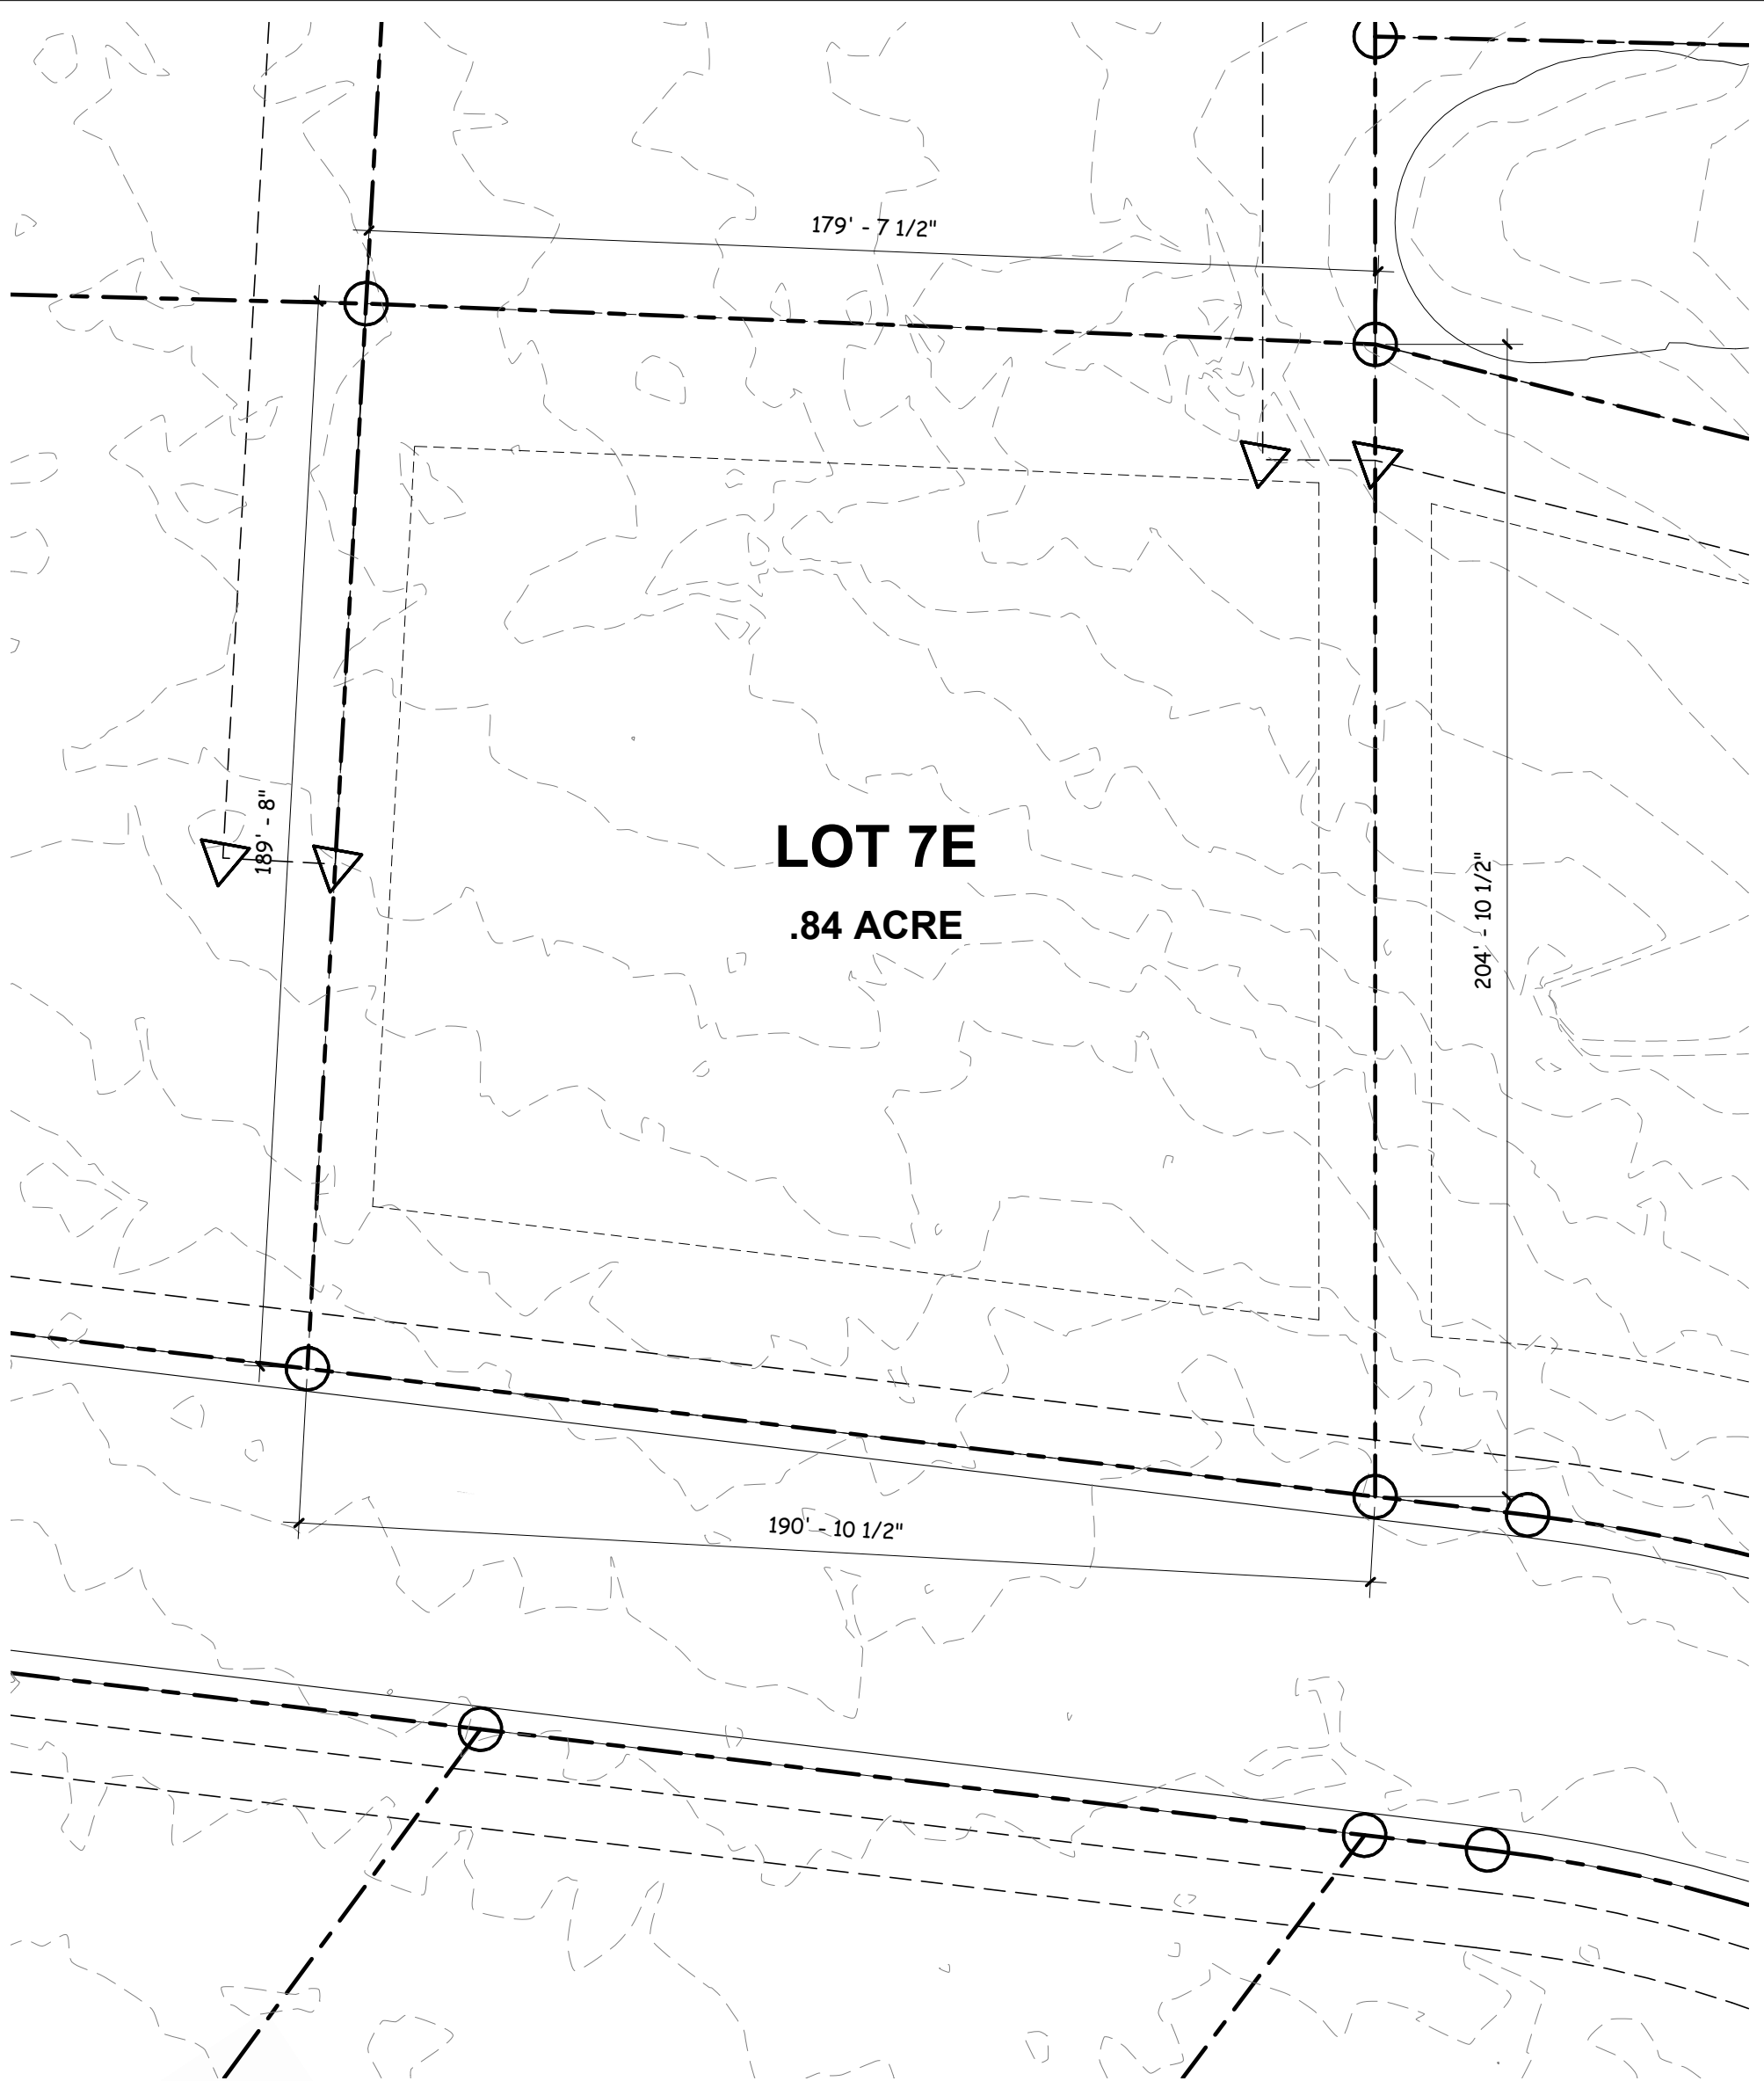 179' - 7 1/2"
189' - 8"
LOT 7E
.84 ACRE
204' - 10 1/2"
190' - 10 1/2"